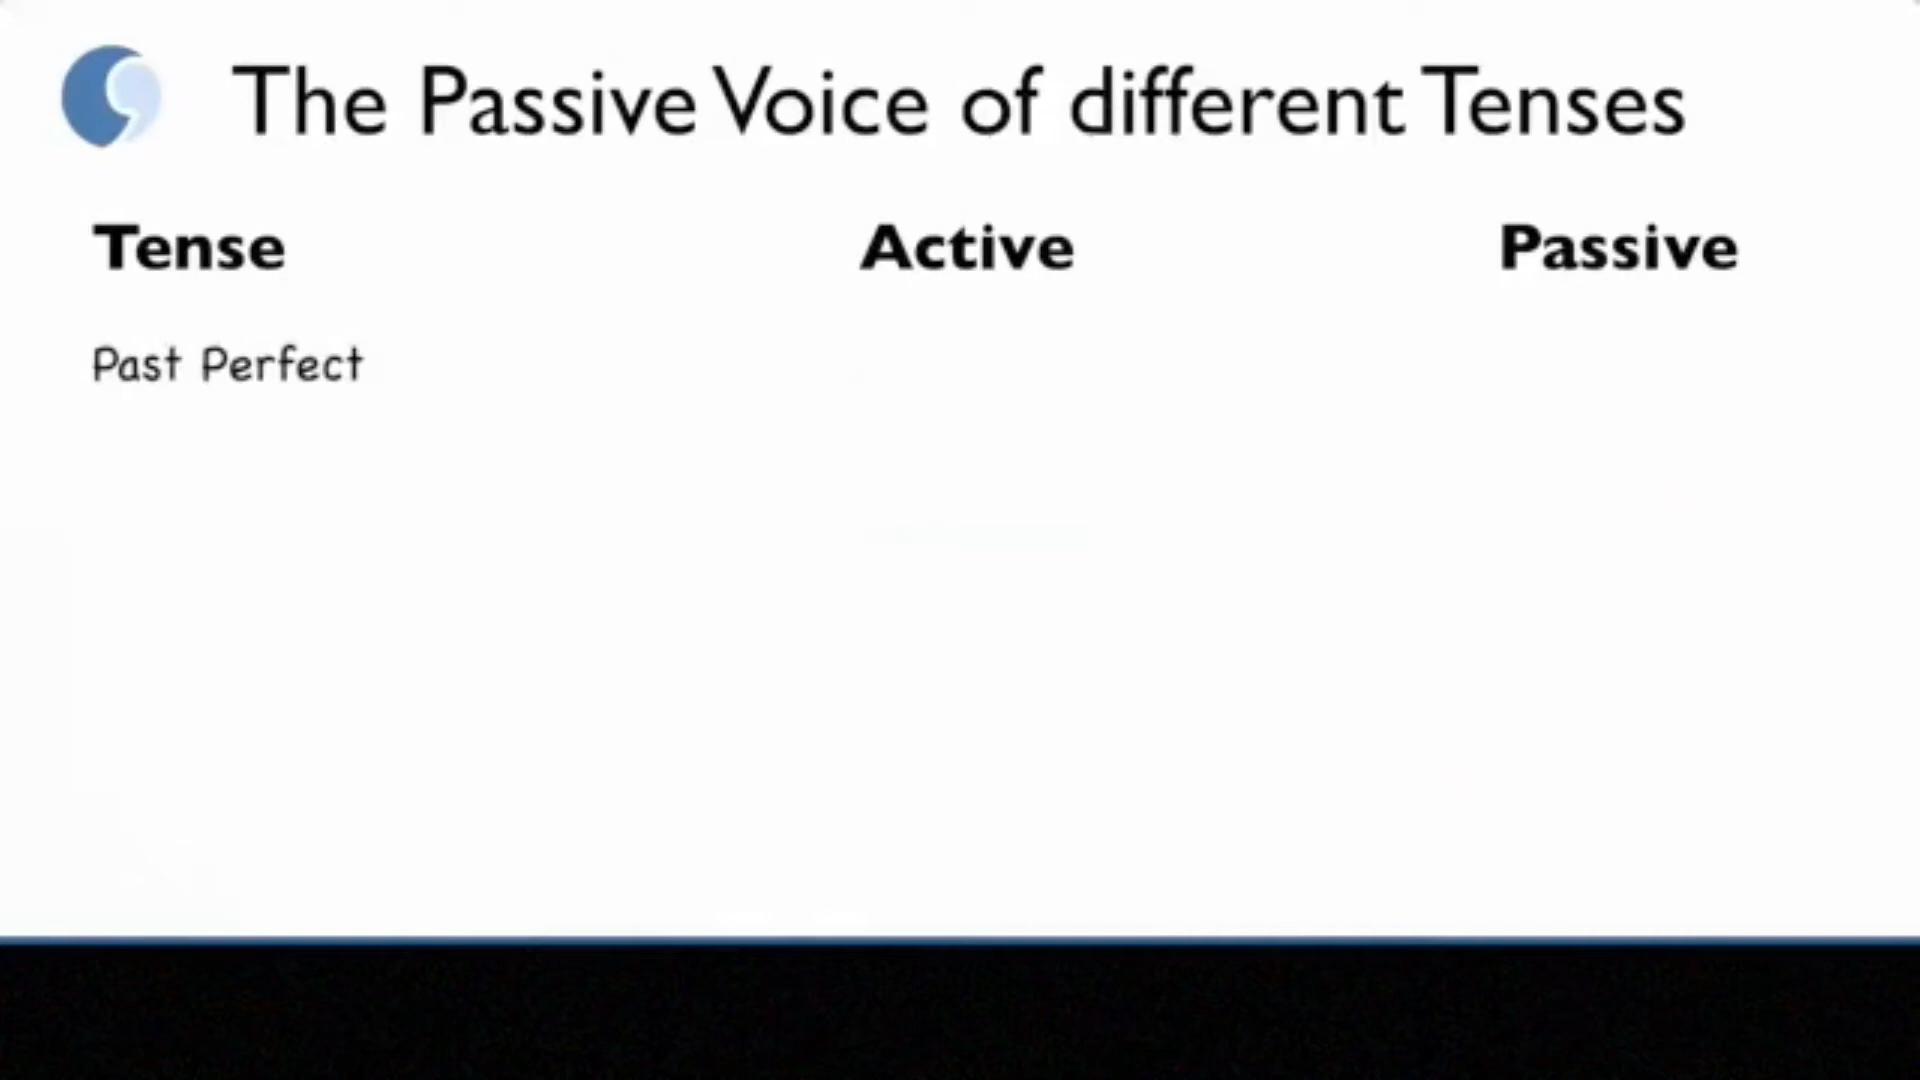 The Passive Voice of different Tenses
Tense Active Passive
Past Perfect